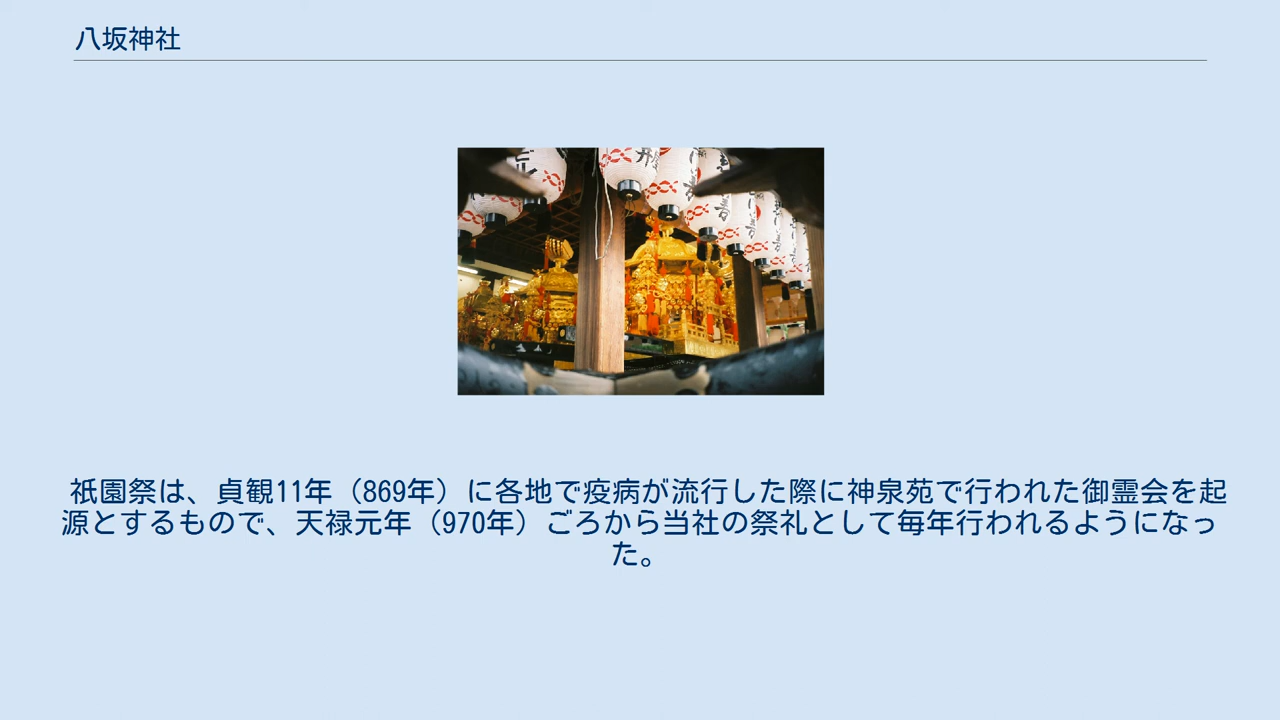 八坂神社
祇園祭は、貞観11年（869年）に各地で疫病が流行した際に神泉苑で行われた御霊会を起
源とするもので、天禄元年（970年）ごろから当社の祭礼として毎年行われるようになっ
た。